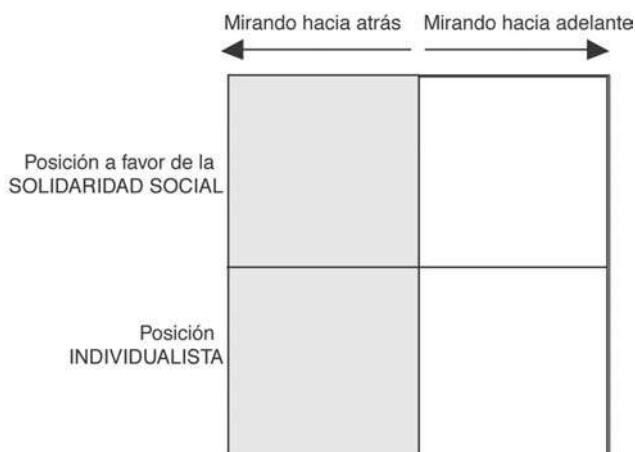 Mirando hacia atrás
Mirando hacia adelante
Posición a favor de la
SOLIDARIDAD SOCIAL
Posición
INDIVIDUALISTA